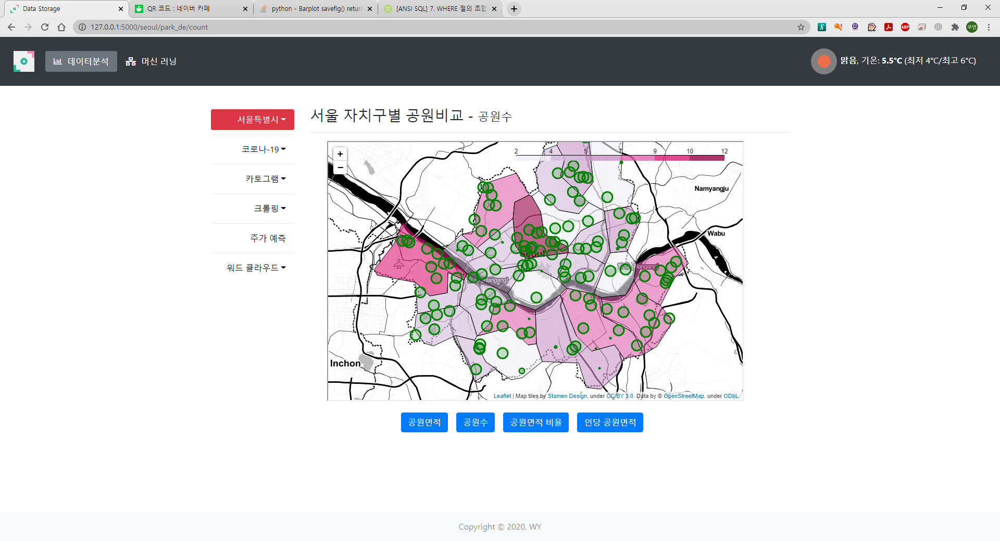 Data Storage
QR 코드 : 네이버 카페
python - Barplot savefig() return
[ANSI SQL] 7. WHERE 절의 조합
127.0.0.1:5000/seoul/park_de/count
ABP
우연
데이터분석
머신 러닝
맑음, 기온: 5.5°C (최저 4°C/최고 6°C)
서울특별시
코로나-19
카토그램
크롤링
주가 예측
워드 클라우드
서울 자치구별 공원비교 - 공원수
+
−
2 4 5 7 9 10 12
Namyangju
Wabu
Seoul
(Hangang)
Hangang)
Inchon
Leaflet | Map tiles by Stamen Design, under CC BY 3.0. Data by © OpenStreetMap, under ODbL.
공원면적
공원수
공원면적 비율
인당 공원면적
Copyright © 2020, WY